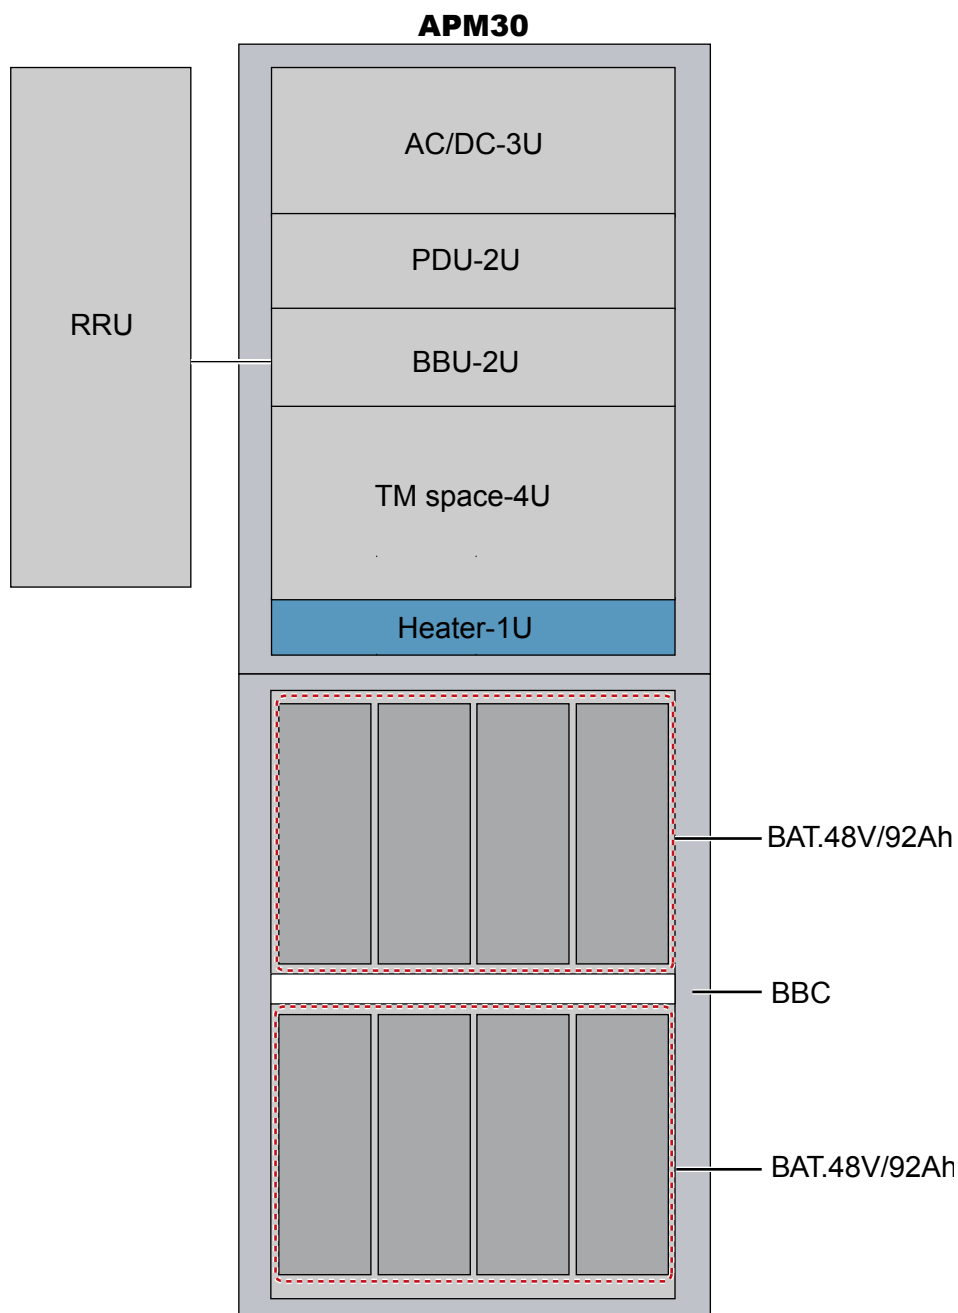 APM30
AC/DC-3U
PDU-2U
RRU
BBU-2U
TM space-4U
Heater-1U
BAT.48V/92Ah
BBC
BAT.48V/92Ah